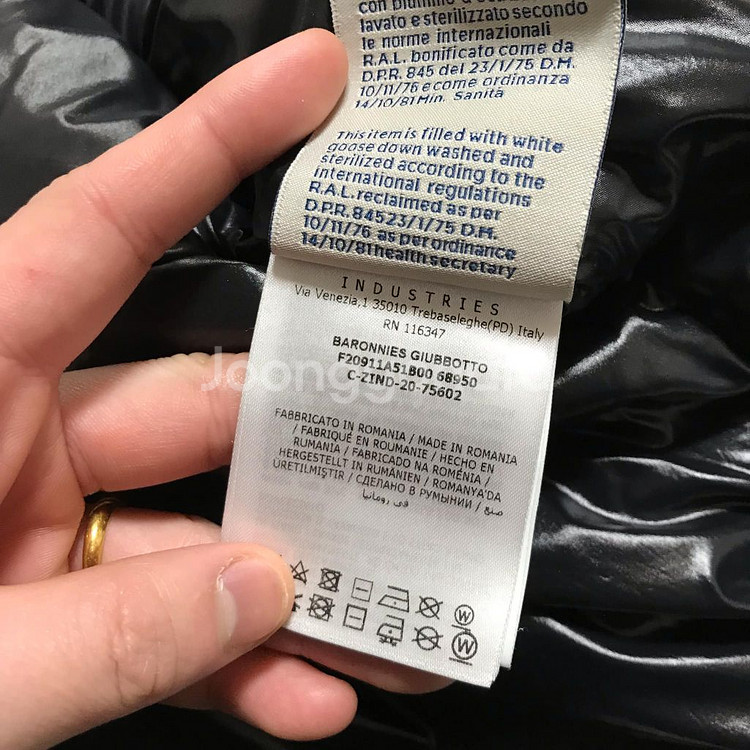 con piumino d'oca
lavato e sterilizzato secondo
le norme internazionali
R.A.L. bonificato come da
D.P.R. 845 del 23/1/75 D.M.
10/11/76 e come ordinanza
14/10/81 Min. Sanità
This item is filled with white
goose down washed and
sterilized according to the
international regulations
R.A.L. reclaimed as per
D.P.R. 84523/1/75 D.M.
10/11/76 as per ordinance
14/10/81 health secretary
INDUSTRIES
Via Venezia,1 35010 Trebaseleghe(PD) Italy
RN 116347
BARONNIES GIUBBOTTO
F20911A51B00 68950
C-ZIND-20-75602
FABBRICATO IN ROMANIA / MADE IN ROMANIA
/ FABRIQUÉ EN ROUMANIE / HECHO EN
RUMANIA / FABRICADO NA ROMÉNIA /
HERGESTELLT IN RUMÄNIEN / ROMANYA'DA
ÜRETILMIŞTIR / СДЕЛАНО В РУМЫНИИ / صنع
في رومانيا
W
W